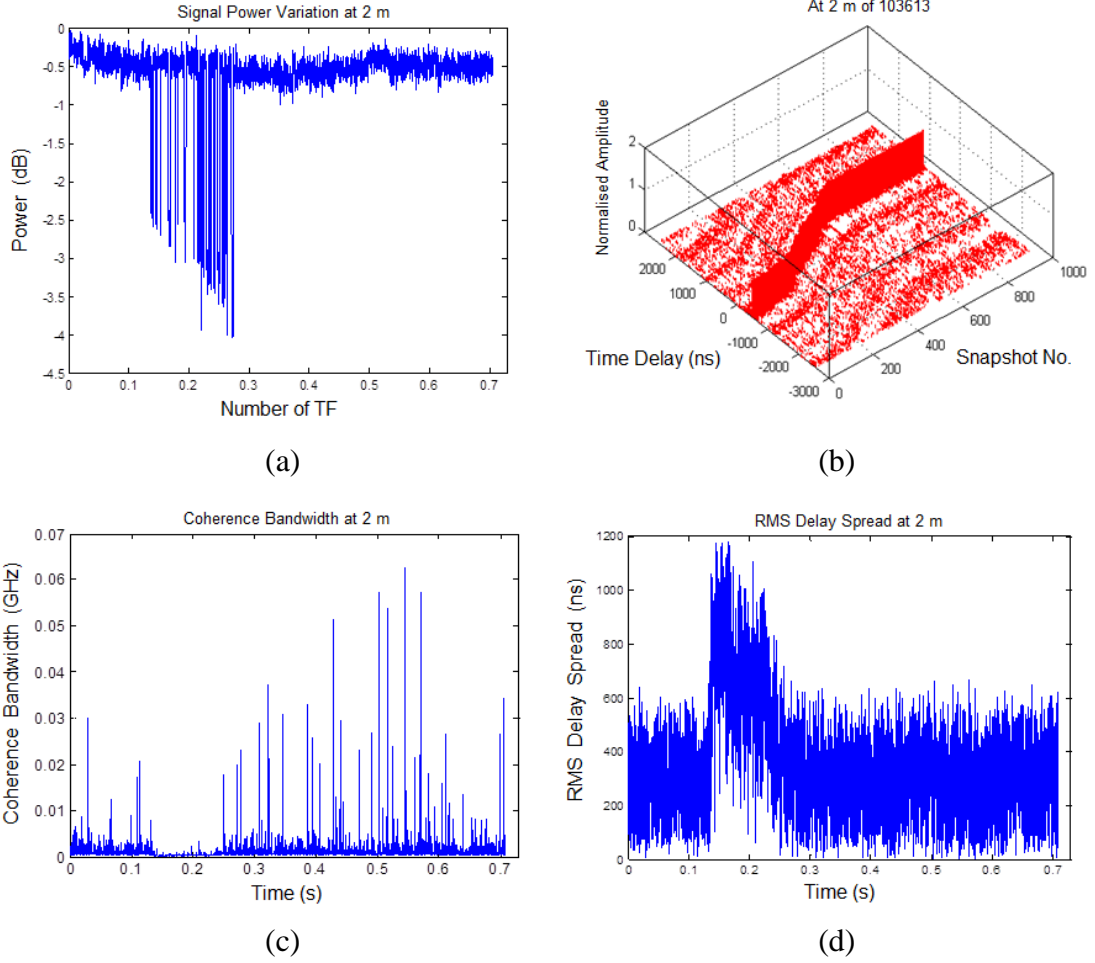 Signal Power Variation at 2 m
0
-0.5
-1
-1.5
-2
-2.5
-3
-3.5
-4
-4.5
Power (dB)
0 0.1 0.2 0.3 0.4 0.5 0.6 0.7
Number of TF
(a)
At 2 m of 103613
Normalised Amplitude
2
1
0
2000
1000
0
-1000
-2000
-3000
Time Delay (ns)
0
200
400
600
800
1000
Snapshot No.
(b)
Coherence Bandwidth at 2 m
0.07
0.06
0.05
0.04
0.03
0.02
0.01
0
Coherence Bandwidth (GHz)
0 0.1 0.2 0.3 0.4 0.5 0.6 0.7
Time (s)
(c)
RMS Delay Spread at 2 m
1200
1000
800
600
400
200
0
RMS Delay Spread (ns)
0 0.1 0.2 0.3 0.4 0.5 0.6 0.7
Time (s)
(d)